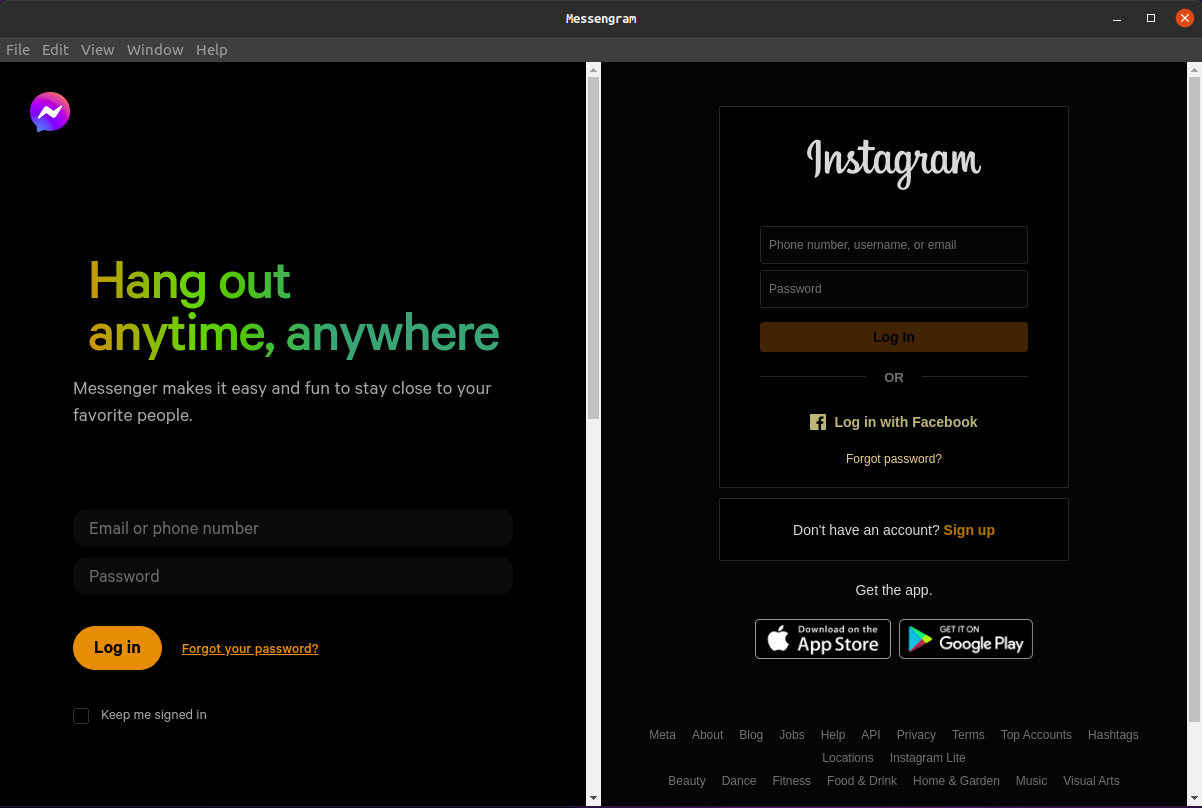 Messengram
File Edit View Window Help
Hang out
anytime, anywhere
Messenger makes it easy and fun to stay close to your
favorite people.
Email or phone number
Password
Log in
Forgot your password?
Keep me signed in
Instagram
Phone number, username, or email
Password
Log In
OR
Log in with Facebook
Forgot password?
Don't have an account? Sign up
Get the app.
Download on the
App Store
GET IT ON
Google Play
Meta About Blog Jobs Help API Privacy Terms Top Accounts Hashtags
Locations Instagram Lite
Beauty Dance Fitness Food & Drink Home & Garden Music Visual Arts